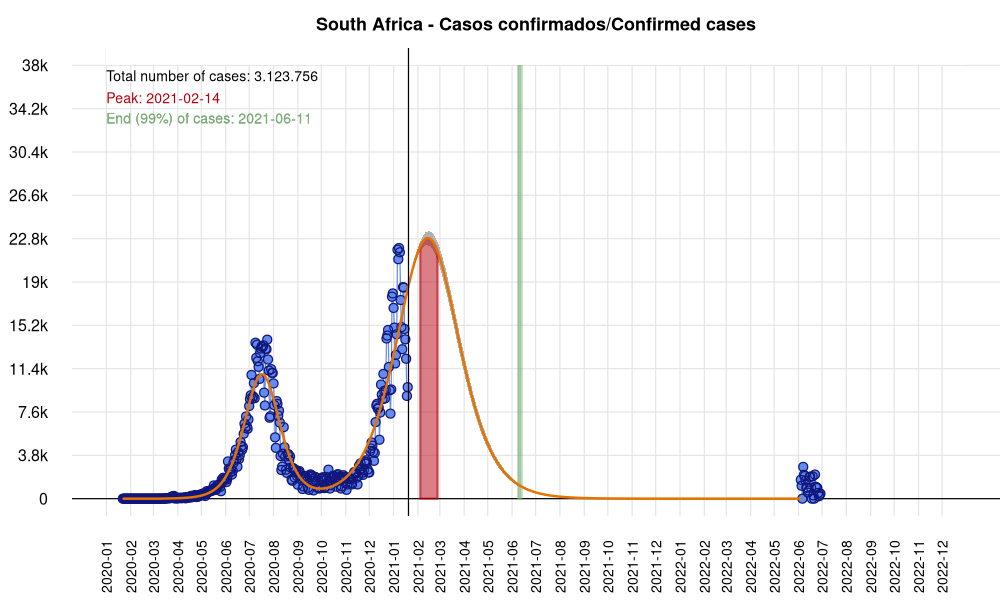 South Africa - Casos confirmados/Confirmed cases
Total number of cases: 3.123.756
Peak: 2021-02-14
End (99%) of cases: 2021-06-11
38k
34.2k
30.4k
26.6k
22.8k
19k
15.2k
11.4k
7.6k
3.8k
0
2020-01
2020-02
2020-03
2020-04
2020-05
2020-06
2020-07
2020-08
2020-09
2020-10
2020-11
2020-12
2021-01
2021-02
2021-03
2021-04
2021-05
2021-06
2021-07
2021-08
2021-09
2021-10
2021-11
2021-12
2022-01
2022-02
2022-03
2022-04
2022-05
2022-06
2022-07
2022-08
2022-09
2022-10
2022-11
2022-12